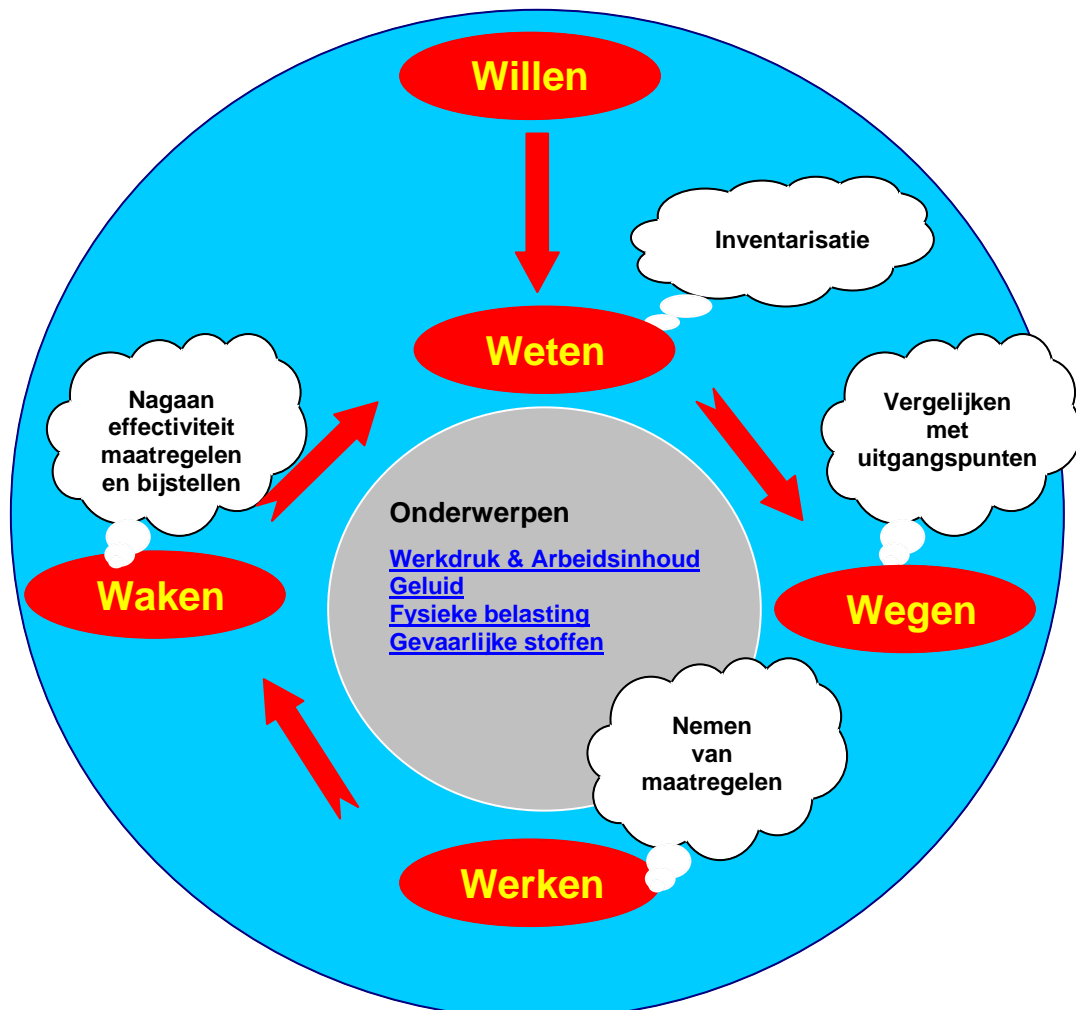 Willen
Inventarisatie
Weten
Nagaan
effectiviteit
maatregelen
en bijstellen
Vergelijken
met
uitgangspunten
Onderwerpen
Werkdruk & Arbeidsinhoud
Geluid
Fysieke belasting
Gevaarlijke stoffen
Waken
Wegen
Nemen
van
maatregelen
Werken